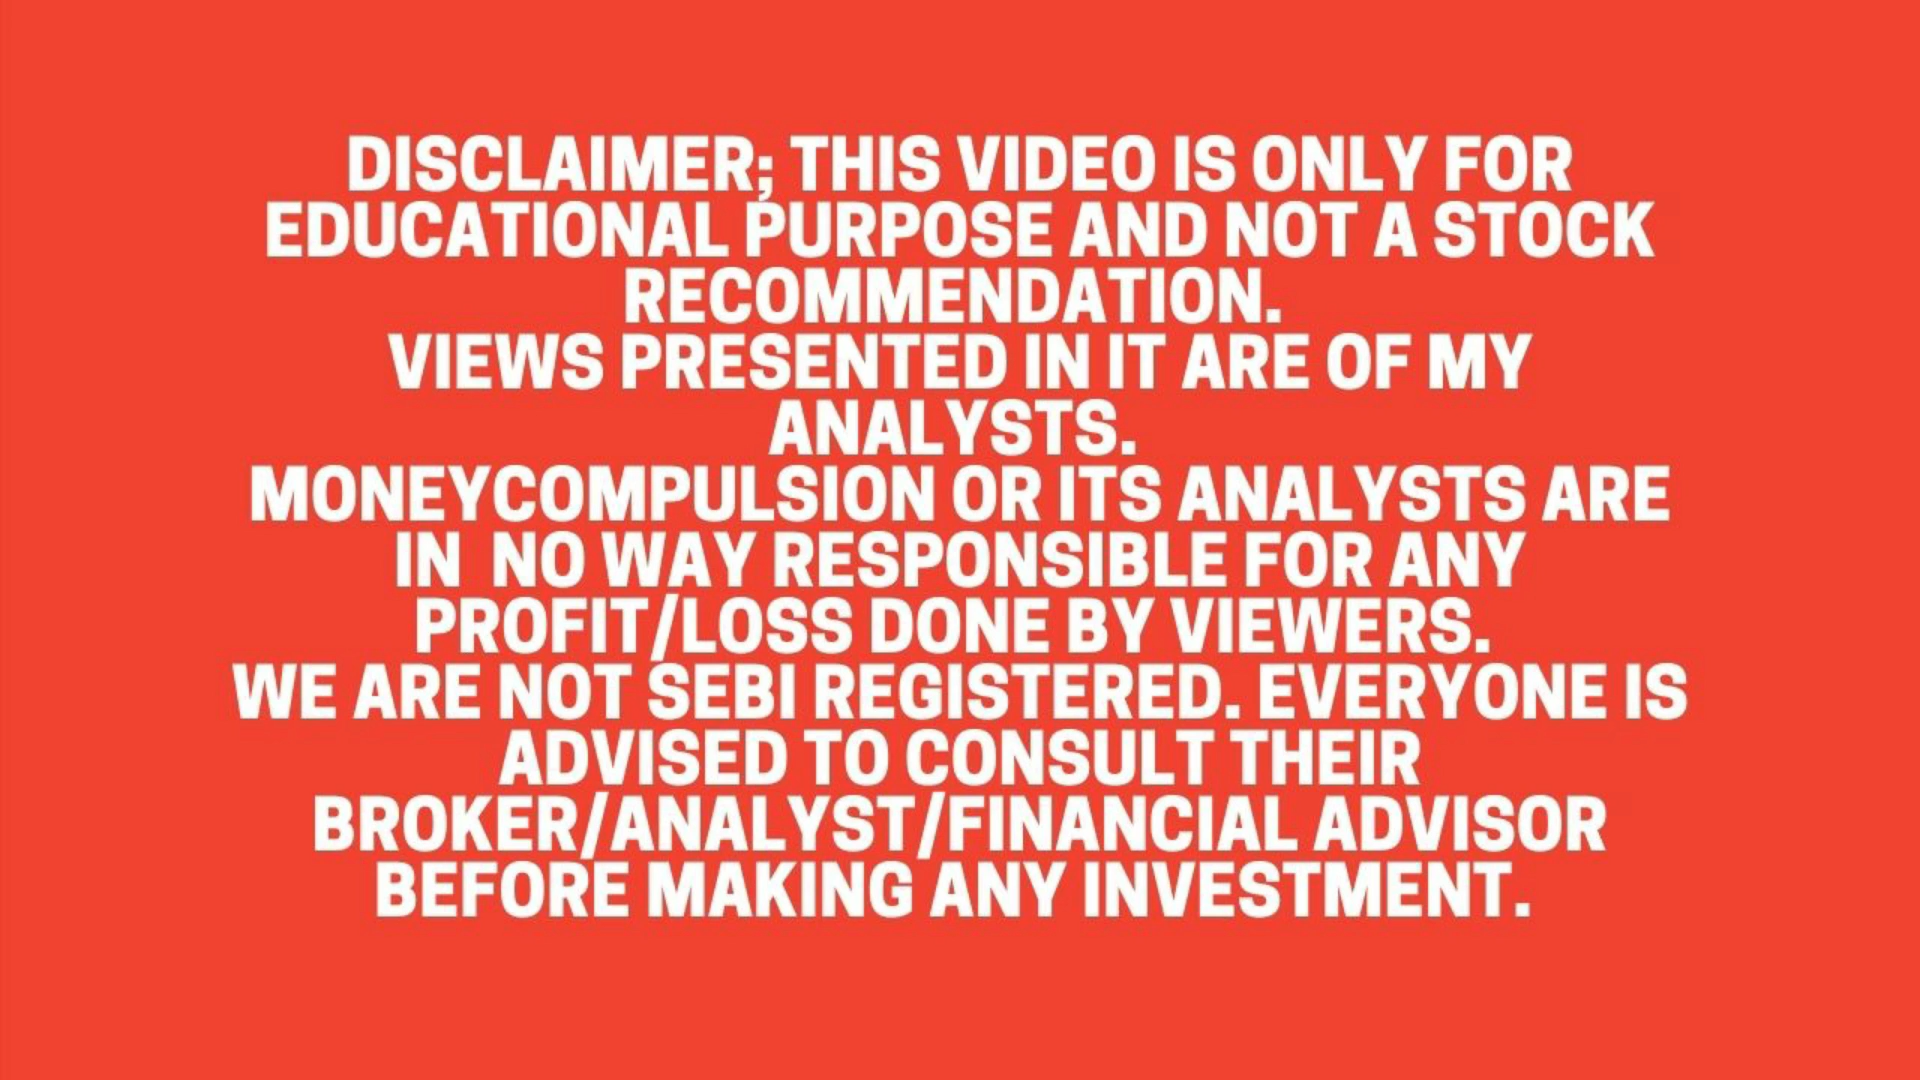 DISCLAIMER; THIS VIDEO IS ONLY FOR
EDUCATIONAL PURPOSE AND NOT A STOCK
RECOMMENDATION.
VIEWS PRESENTED IN IT ARE OF MY
ANALYSTS.
MONEYCOMPULSION OR ITS ANALYSTS ARE
IN NO WAY RESPONSIBLE FOR ANY
PROFIT/LOSS DONE BY VIEWERS.
WE ARE NOT SEBI REGISTERED. EVERYONE IS
ADVISED TO CONSULT THEIR
BROKER/ANALYST/FINANCIAL ADVISOR
BEFORE MAKING ANY INVESTMENT.